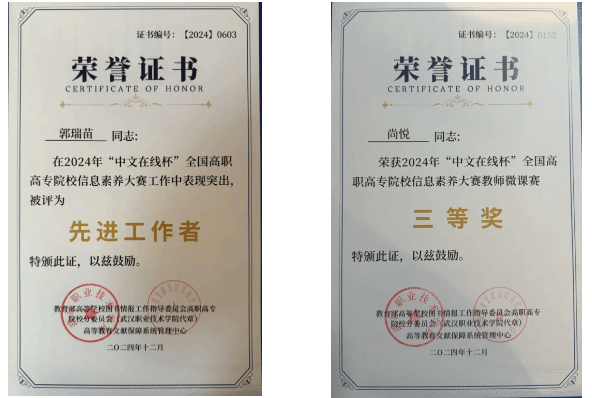 证书编号：【2024】0603
荣誉证书
CERTIFICATE OF HONOR
郭瑞苗 同志：
在2024年“中文在线杯”全国高职
高专院校信息素养大赛工作中表现突出，
被评为
先进工作者
特颁此证，以兹鼓励。
教育部高等学校图书情报工作指导委员会高职高专
院校分委员会（武汉职业技术学院代章）
高等教育文献保障系统管理中心
二〇二四年十二月
证书编号：【2024】
荣誉证书
CERTIFICATE OF HONOR
尚悦 同志：
荣获2024年“中文在线杯”全国高
职高专院校信息素养大赛教师微课赛
三等奖
特颁此证，以兹鼓励。
教育部高等学校图书情报工作指导委员会高职高专
院校分委员会（武汉职业技术学院代章）
高等教育文献保障系统管理中心
二〇二四年十二月